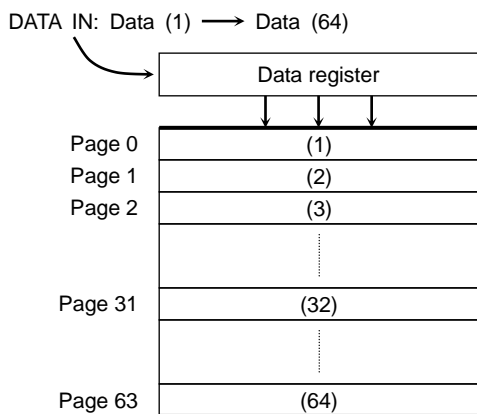 DATA IN: Data (1) → Data (64)
Data register
Page 0 (1)
Page 1 (2)
Page 2 (3)
Page 31 (32)
Page 63 (64)